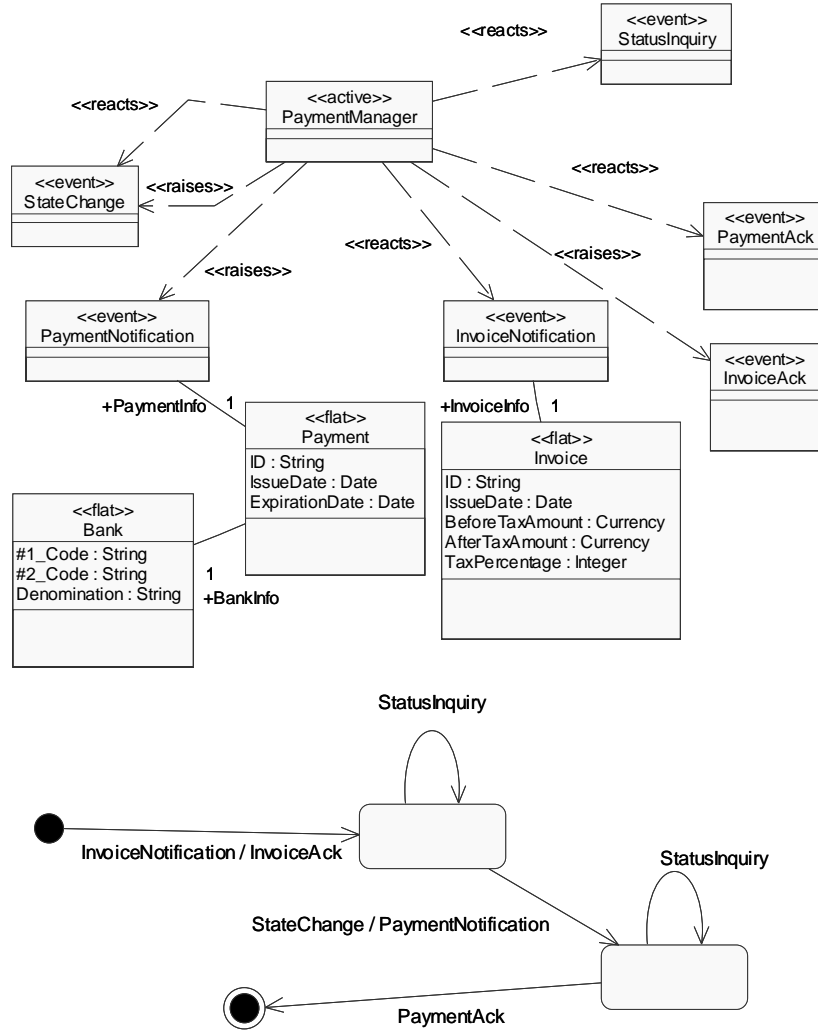 <<event>>
StatusInquiry
<<reacts>>
<<active>>
PaymentManager
<<reacts>>
<<event>>
StateChange
<<raises>>
<<reacts>>
<<event>>
PaymentAck
<<reacts>>
<<raises>>
<<raises>>
<<event>>
PaymentNotification
<<event>>
InvoiceNotification
<<event>>
InvoiceAck
+PaymentInfo
1
+InvoiceInfo
1
<<flat>>
Payment
ID : String
IssueDate : Date
ExpirationDate : Date
<<flat>>
Invoice
ID : String
IssueDate : Date
BeforeTaxAmount : Currency
AfterTaxAmount : Currency
TaxPercentage : Integer
<<flat>>
Bank
#1_Code : String
#2_Code : String
Denomination : String
1
+BankInfo
StatusInquiry
InvoiceNotification / InvoiceAck
StatusInquiry
StateChange / PaymentNotification
PaymentAck